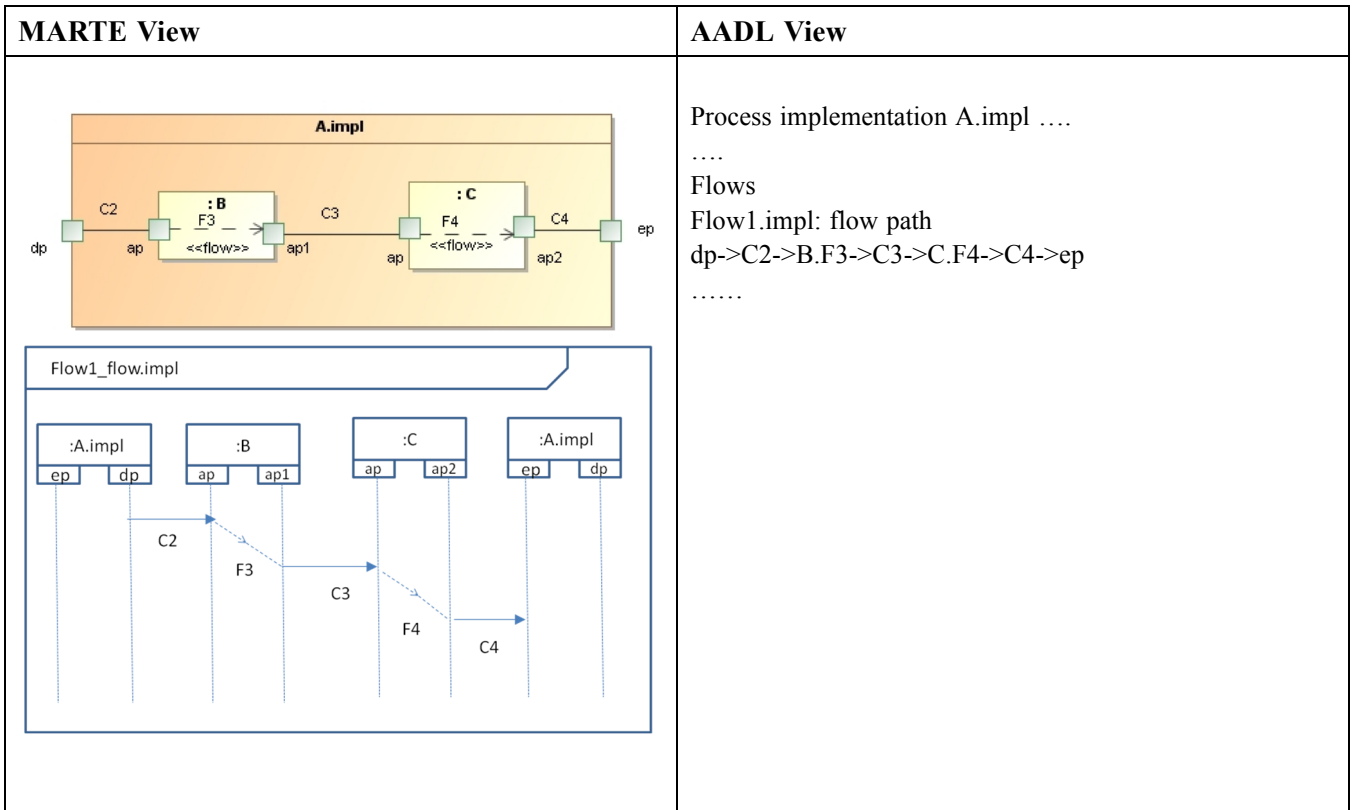 MARTE View
AADL View
A.impl
C2
: B
F3
<<flow>>
C3
: C
F4
<<flow>>
C4
dp
ap
ap1
ap
ap2
ep
Flow1_flow.impl
:A.impl
:B
:C
:A.impl
ep
dp
ap
ap1
ap
ap2
ep
dp
C2
F3
C3
F4
C4
Process implementation A.impl ….
….
Flows
Flow1.impl: flow path
dp->C2->B.F3->C3->C.F4->C4->ep
……